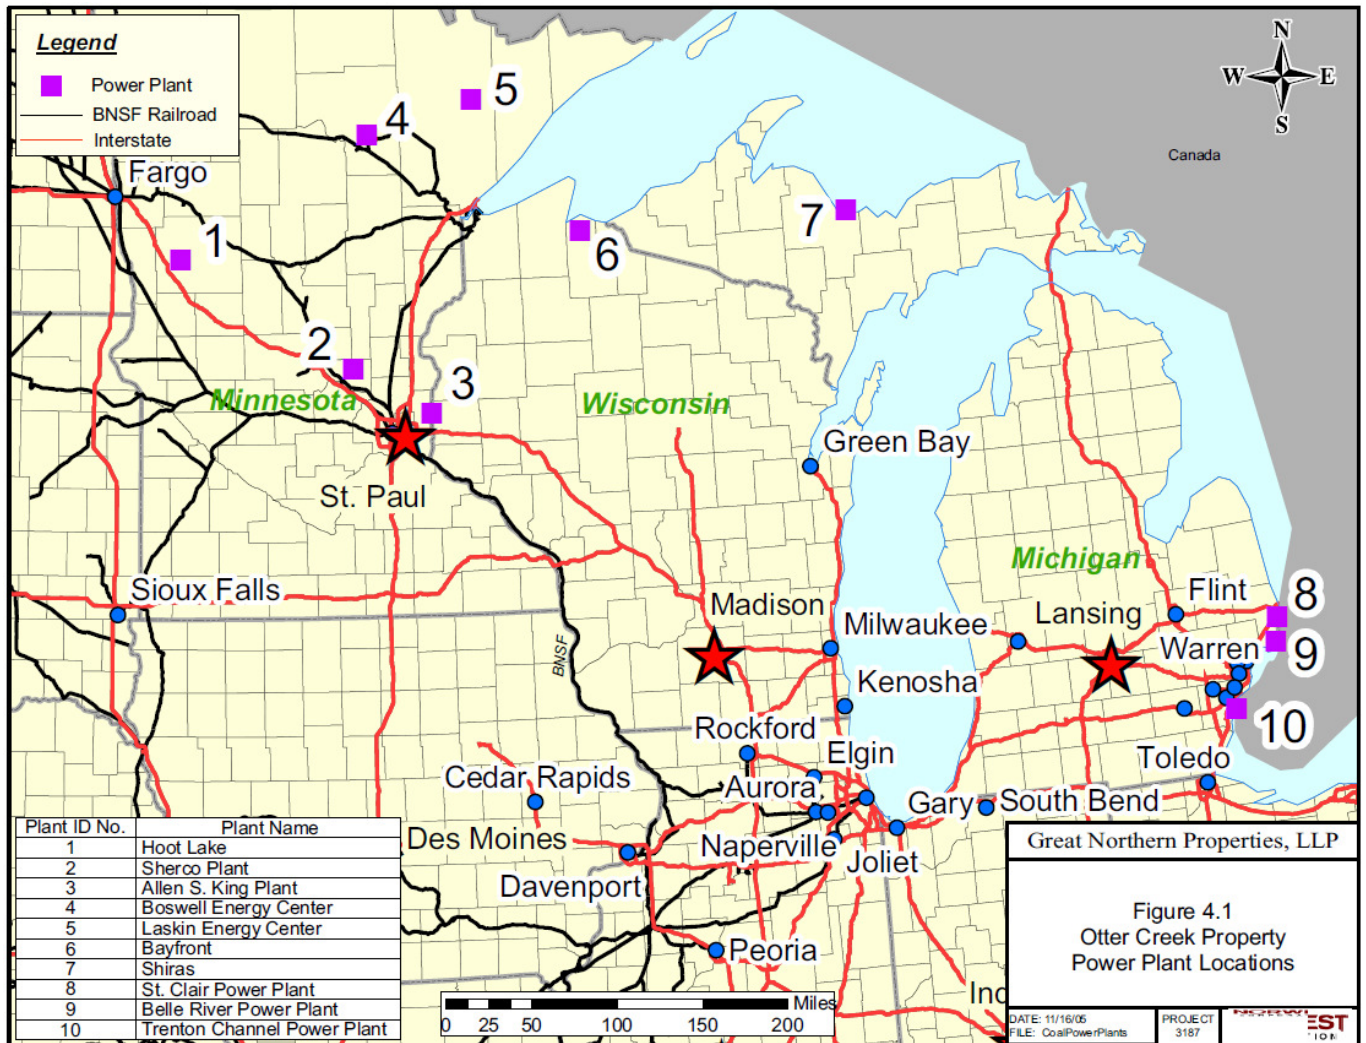 Legend
Power Plant
BNSF Railroad
Interstate
N
W E
S
Canada
5
4
Fargo
1
7
6
2
3
Minnesota
Wisconsin
Green Bay
St. Paul
Michigan
Sioux Falls
Madison
Milwaukee
Lansing
Flint
8
Warren
9
BNSF
Kenosha
10
Rockford
Elgin
Toledo
Cedar Rapids
Aurora
Gary
South Bend
Des Moines
Naperville
Joliet
Davenport
Peoria
Plant ID No. Plant Name
1 Hoot Lake
2 Sherco Plant
3 Allen S. King Plant
4 Boswell Energy Center
5 Laskin Energy Center
6 Bayfront
7 Shiras
8 St. Clair Power Plant
9 Belle River Power Plant
10 Trenton Channel Power Plant
Miles
0 25 50 100 150 200
Great Northern Properties, LLP
Figure 4.1
Otter Creek Property
Power Plant Locations
DATE: 11/16/05
FILE: CoalPowerPlants
PROJECT
3187